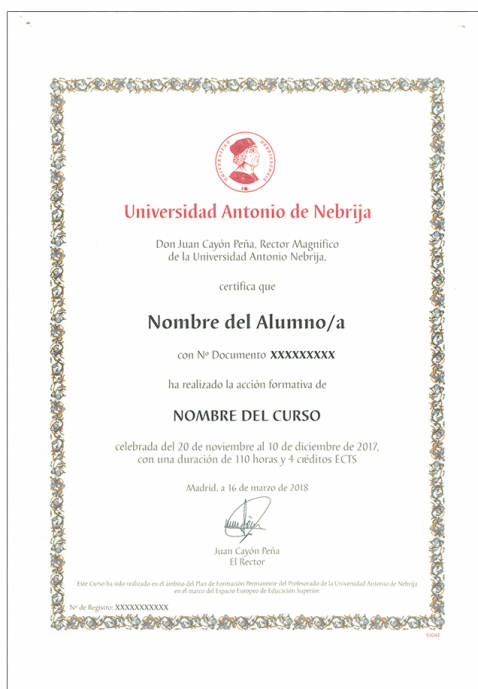 Universidad Antonio de Nebrija
Don Juan Cayón Peña, Rector Magnífico
de la Universidad Antonio Nebrija,
certifica que
Nombre del Alumno/a
con Nº Documento XXXXXXXXX
ha realizado la acción formativa de
NOMBRE DEL CURSO
celebrada del 20 de noviembre al 10 de diciembre de 2017,
con una duración de 110 horas y 4 créditos ECTS
Madrid, a 16 de marzo de 2018
Juan Cayón Peña
El Rector
Este Curso ha sido realizado en el ámbito del Plan de Formación Permanente del Profesorado de la Universidad Antonio de Nebrija
en el marco del Espacio Europeo de Educación Superior.
Nº de Registro: XXXXXXXXXXX
SIGNE